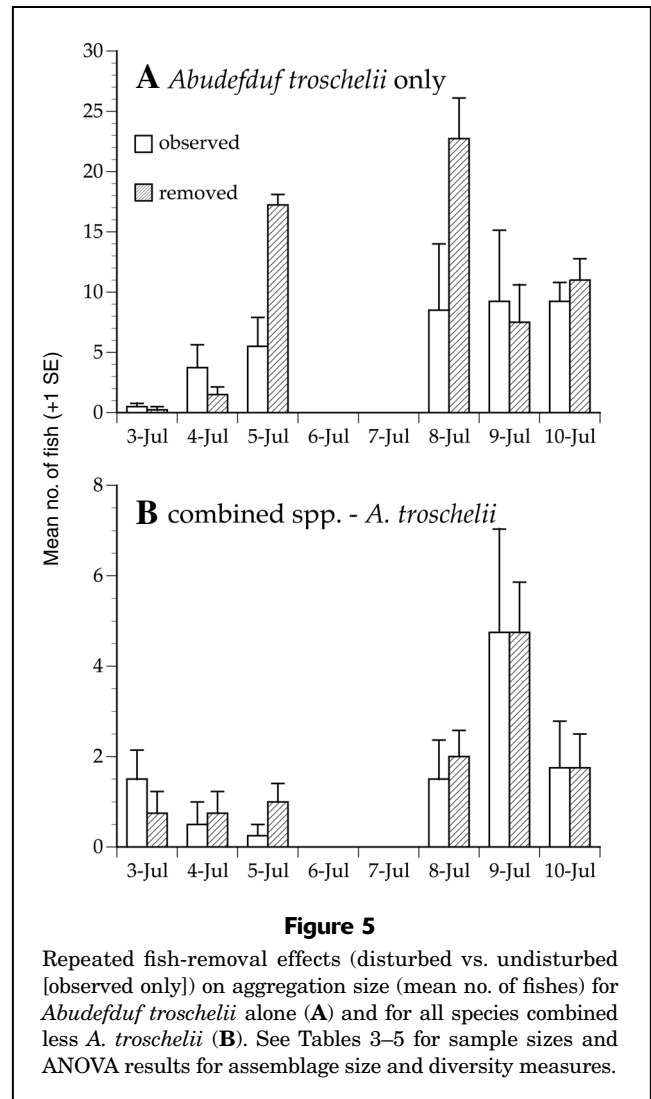 30
25
20
15
10
5
0
A Abudefduf troschelii only
observed
removed
3-Jul 4-Jul 5-Jul 6-Jul 7-Jul 8-Jul 9-Jul 10-Jul
Mean no. of fish (+1 SE)
8
6
4
2
0
B combined spp. - A. troschelii
3-Jul 4-Jul 5-Jul 6-Jul 7-Jul 8-Jul 9-Jul 10-Jul
Figure 5
Repeated fish-removal effects (disturbed vs. undisturbed
[observed only]) on aggregation size (mean no. of fishes) for
Abudefduf troschelii alone (A) and for all species combined
less A. troschelii (B). See Tables 3–5 for sample sizes and
ANOVA results for assemblage size and diversity measures.